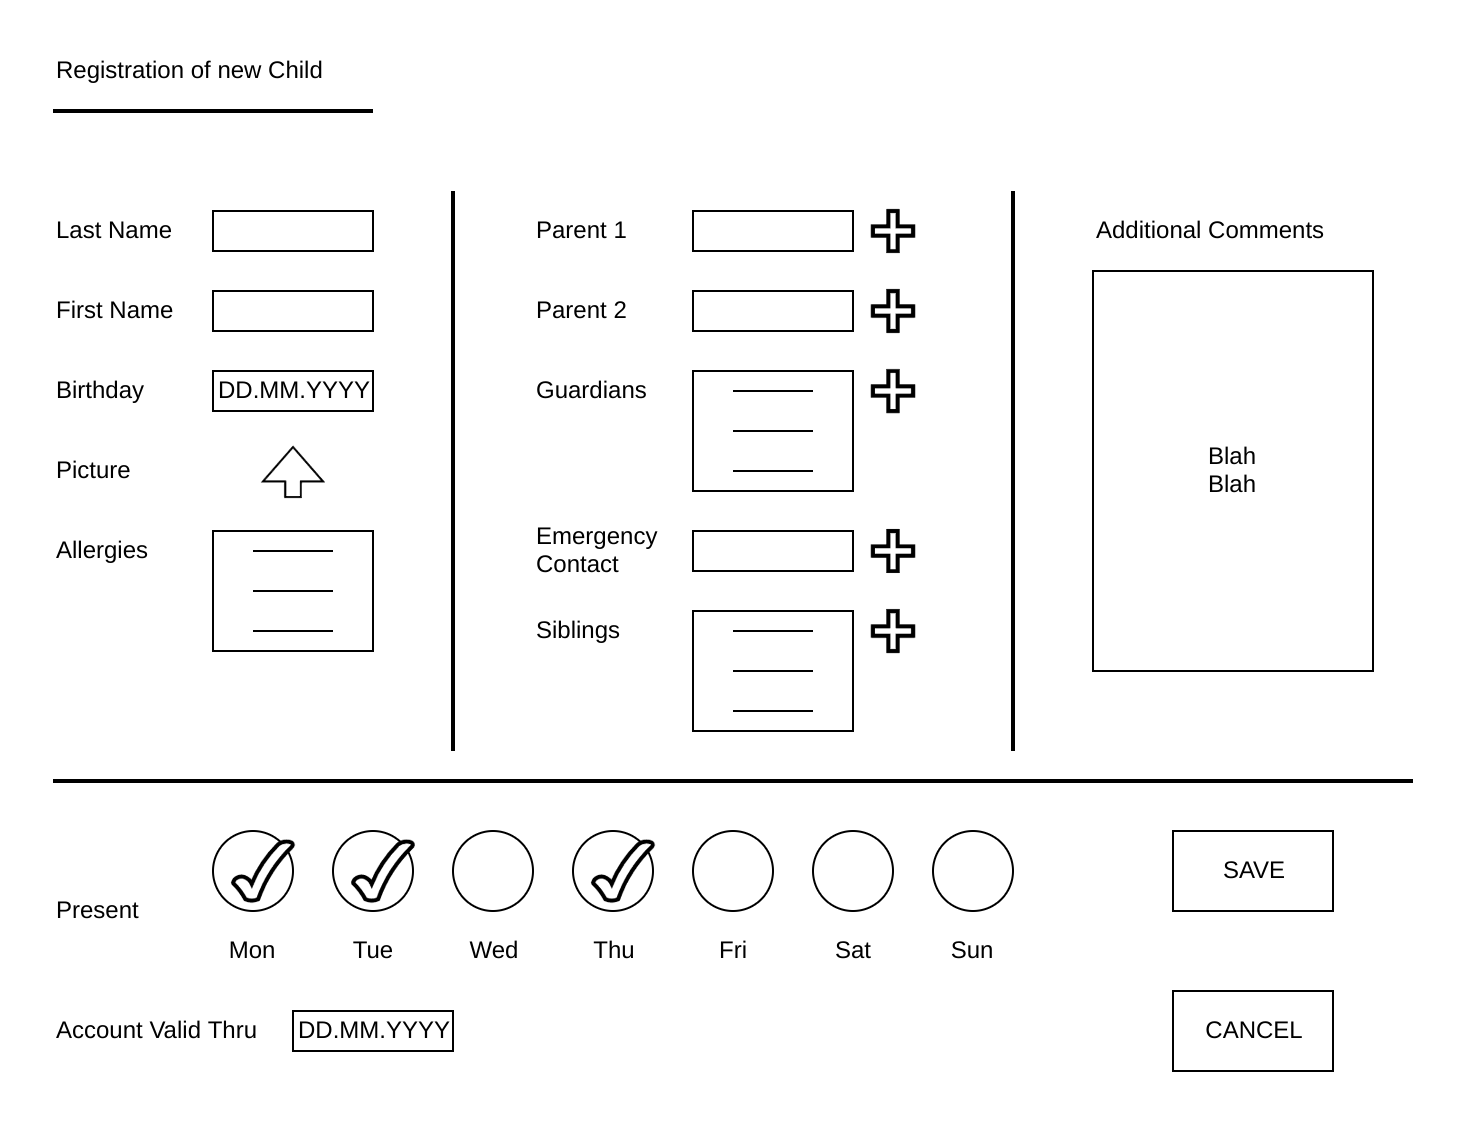 Registration of new Child
Last Name
First Name
Birthday DD.MM.YYYY
Picture
Allergies
Parent 1
Parent 2
Guardians
Emergency
Contact
Siblings
Additional Comments
Blah
Blah
Present
Mon Tue Wed Thu Fri Sat Sun
Account Valid Thru DD.MM.YYYY
SAVE
CANCEL